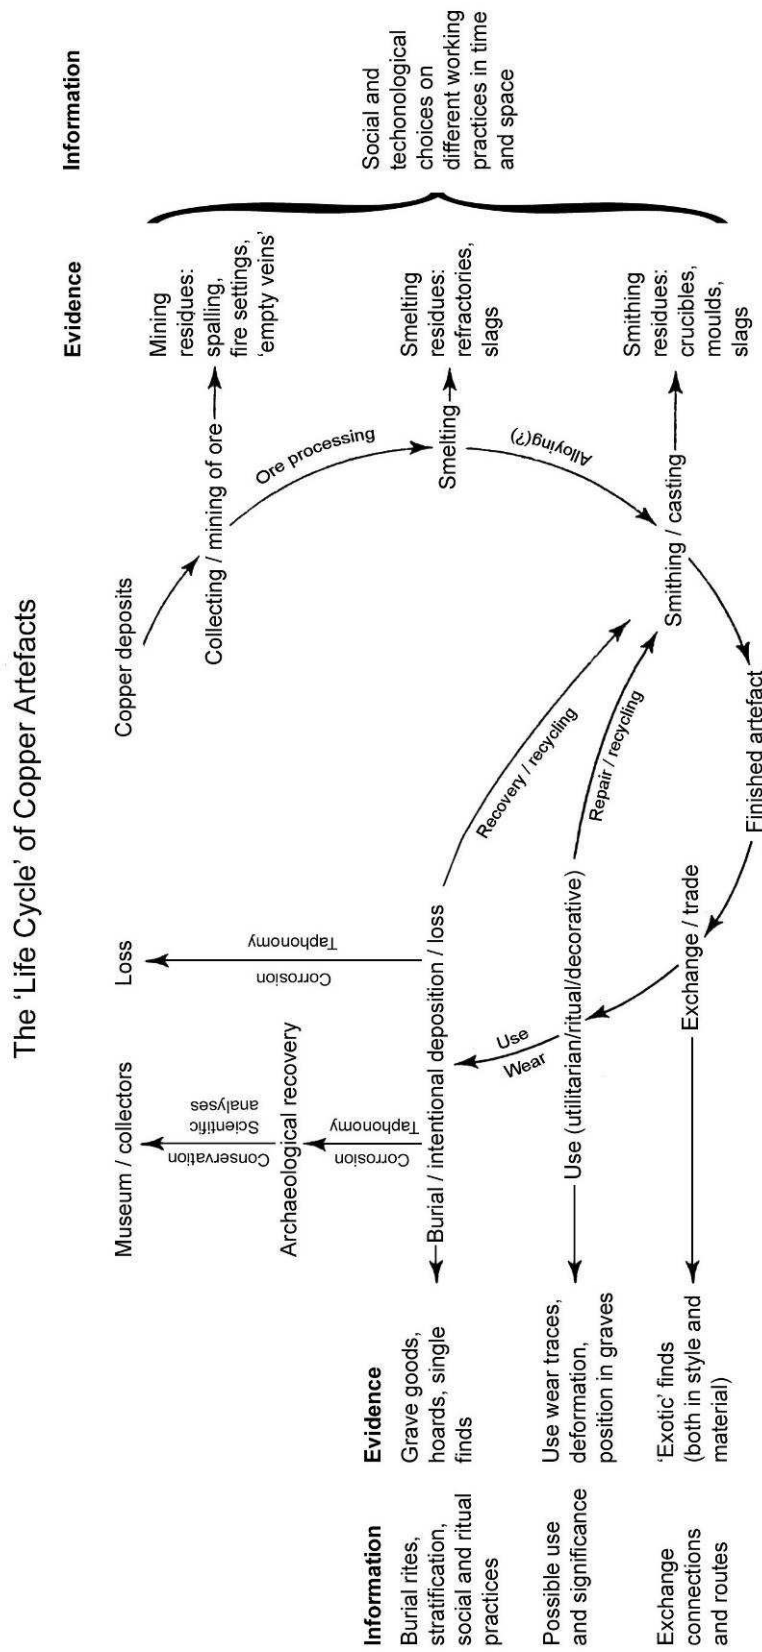 The ‘Life Cycle’ of Copper Artefacts
Information
Evidence
Burial rites,
stratification,
social and ritual
practices
Grave goods,
hoards, single
finds
Possible use
and significance
Use wear traces,
deformation,
position in graves
Exchange
connections
and routes
‘Exotic’ finds
(both in style and
material)
Museum / collectors
Conservation
Scientific
analyses
Archaeological recovery
Corrosion
Taphonomy
Loss
Corrosion
Taphonomy
Burial / intentional deposition / loss
Use
Wear
Use (utilitarian/ritual/decorative)
Exchange / trade
Finished artefact
Recovery / recycling
Repair / recycling
Copper deposits
Collecting / mining of ore
Ore processing
Smelting
Alloying(?)
Smithing / casting
Evidence
Information
Mining
residues:
spalling,
fire settings,
‘empty veins’
Smelting
residues:
refractories,
slags
Smithing
residues:
crucibles,
moulds,
slags
Social and
techonological
choices on
different working
practices in time
and space